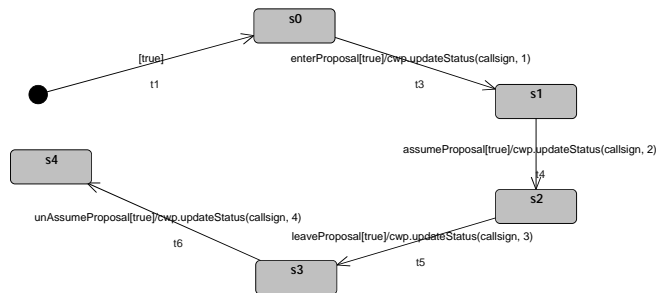 s0
[true]
t1
enterProposal[true]/cwp.updateStatus(callsign, 1)
t3
s1
assumeProposal[true]/cwp.updateStatus(callsign, 2)
t4
s4
s2
unAssumeProposal[true]/cwp.updateStatus(callsign, 4)
t6
leaveProposal[true]/cwp.updateStatus(callsign, 3)
t5
s3